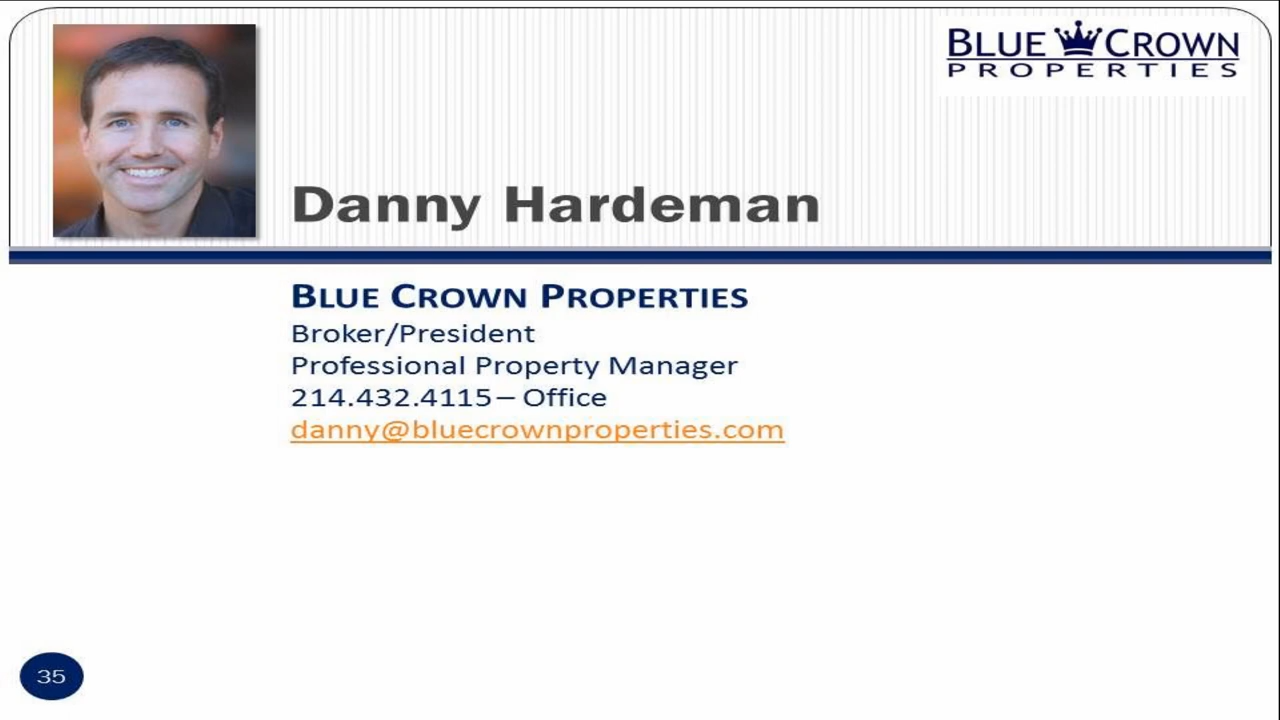 BLUE CROWN
PROPERTIES
Danny Hardeman
BLUE CROWN PROPERTIES
Broker/President
Professional Property Manager
214.432.4115 – Office
danny@bluecrownproperties.com
35